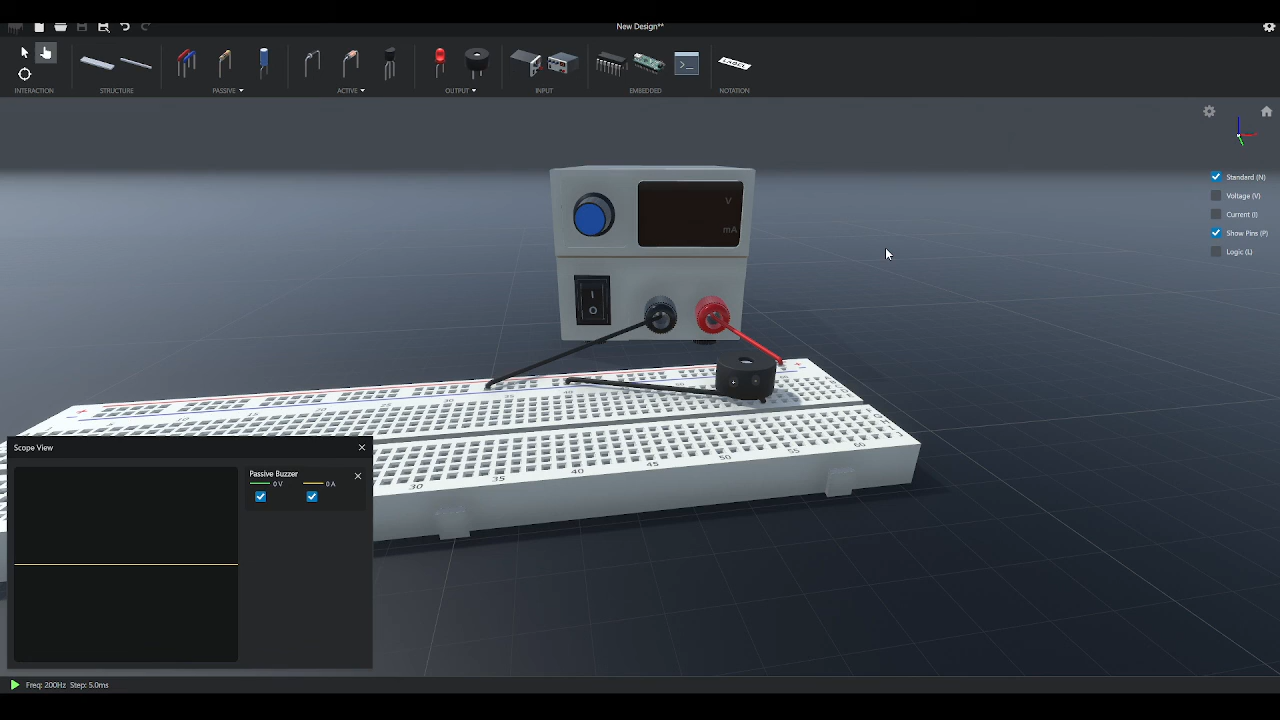 New Design**
>_
LABEL
INTERACTION
STRUCTURE
PASSIVE
ACTIVE
OUTPUT
INPUT
EMBEDDED
NOTATION
Standard (N)
Voltage (V)
Current (I)
Show Pins (P)
Logic (L)
V
mA
I
O
+
30
35
40
45
50
55
60
Scope View
Passive Buzzer
0 V
0 A
Freq: 200Hz Step: 5.0ms